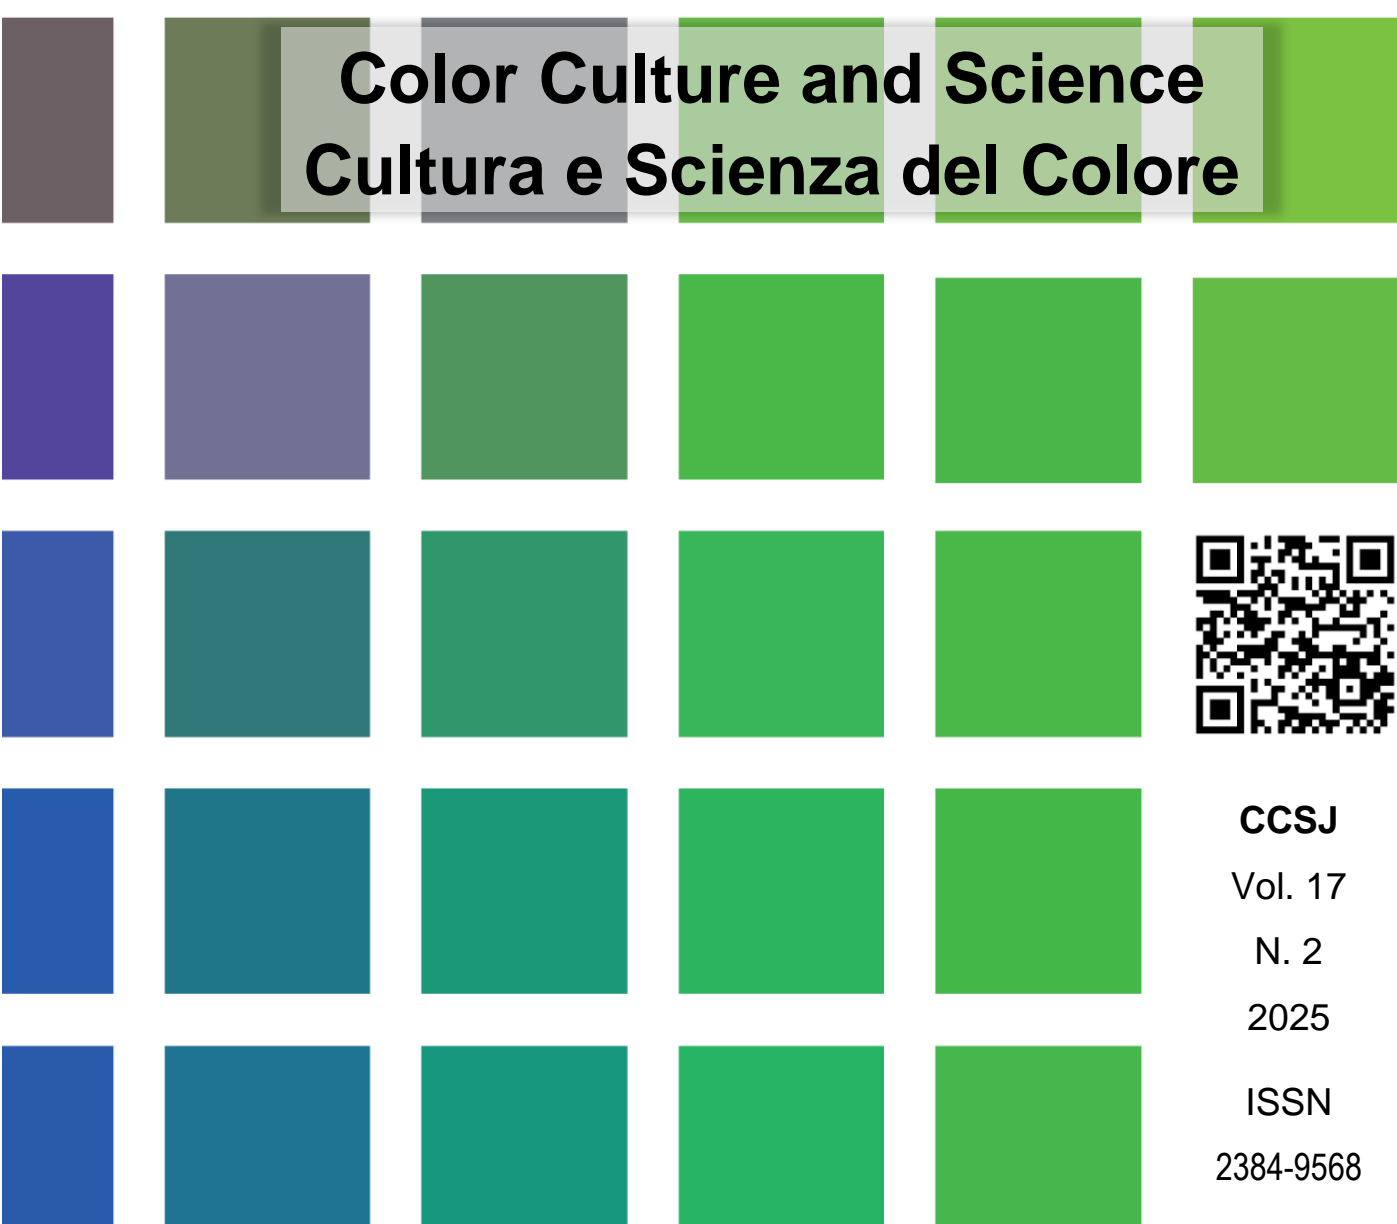 Color Culture and Science
Cultura e Scienza del Colore
CCSJ
Vol. 17
N. 2
2025
ISSN
2384-9568